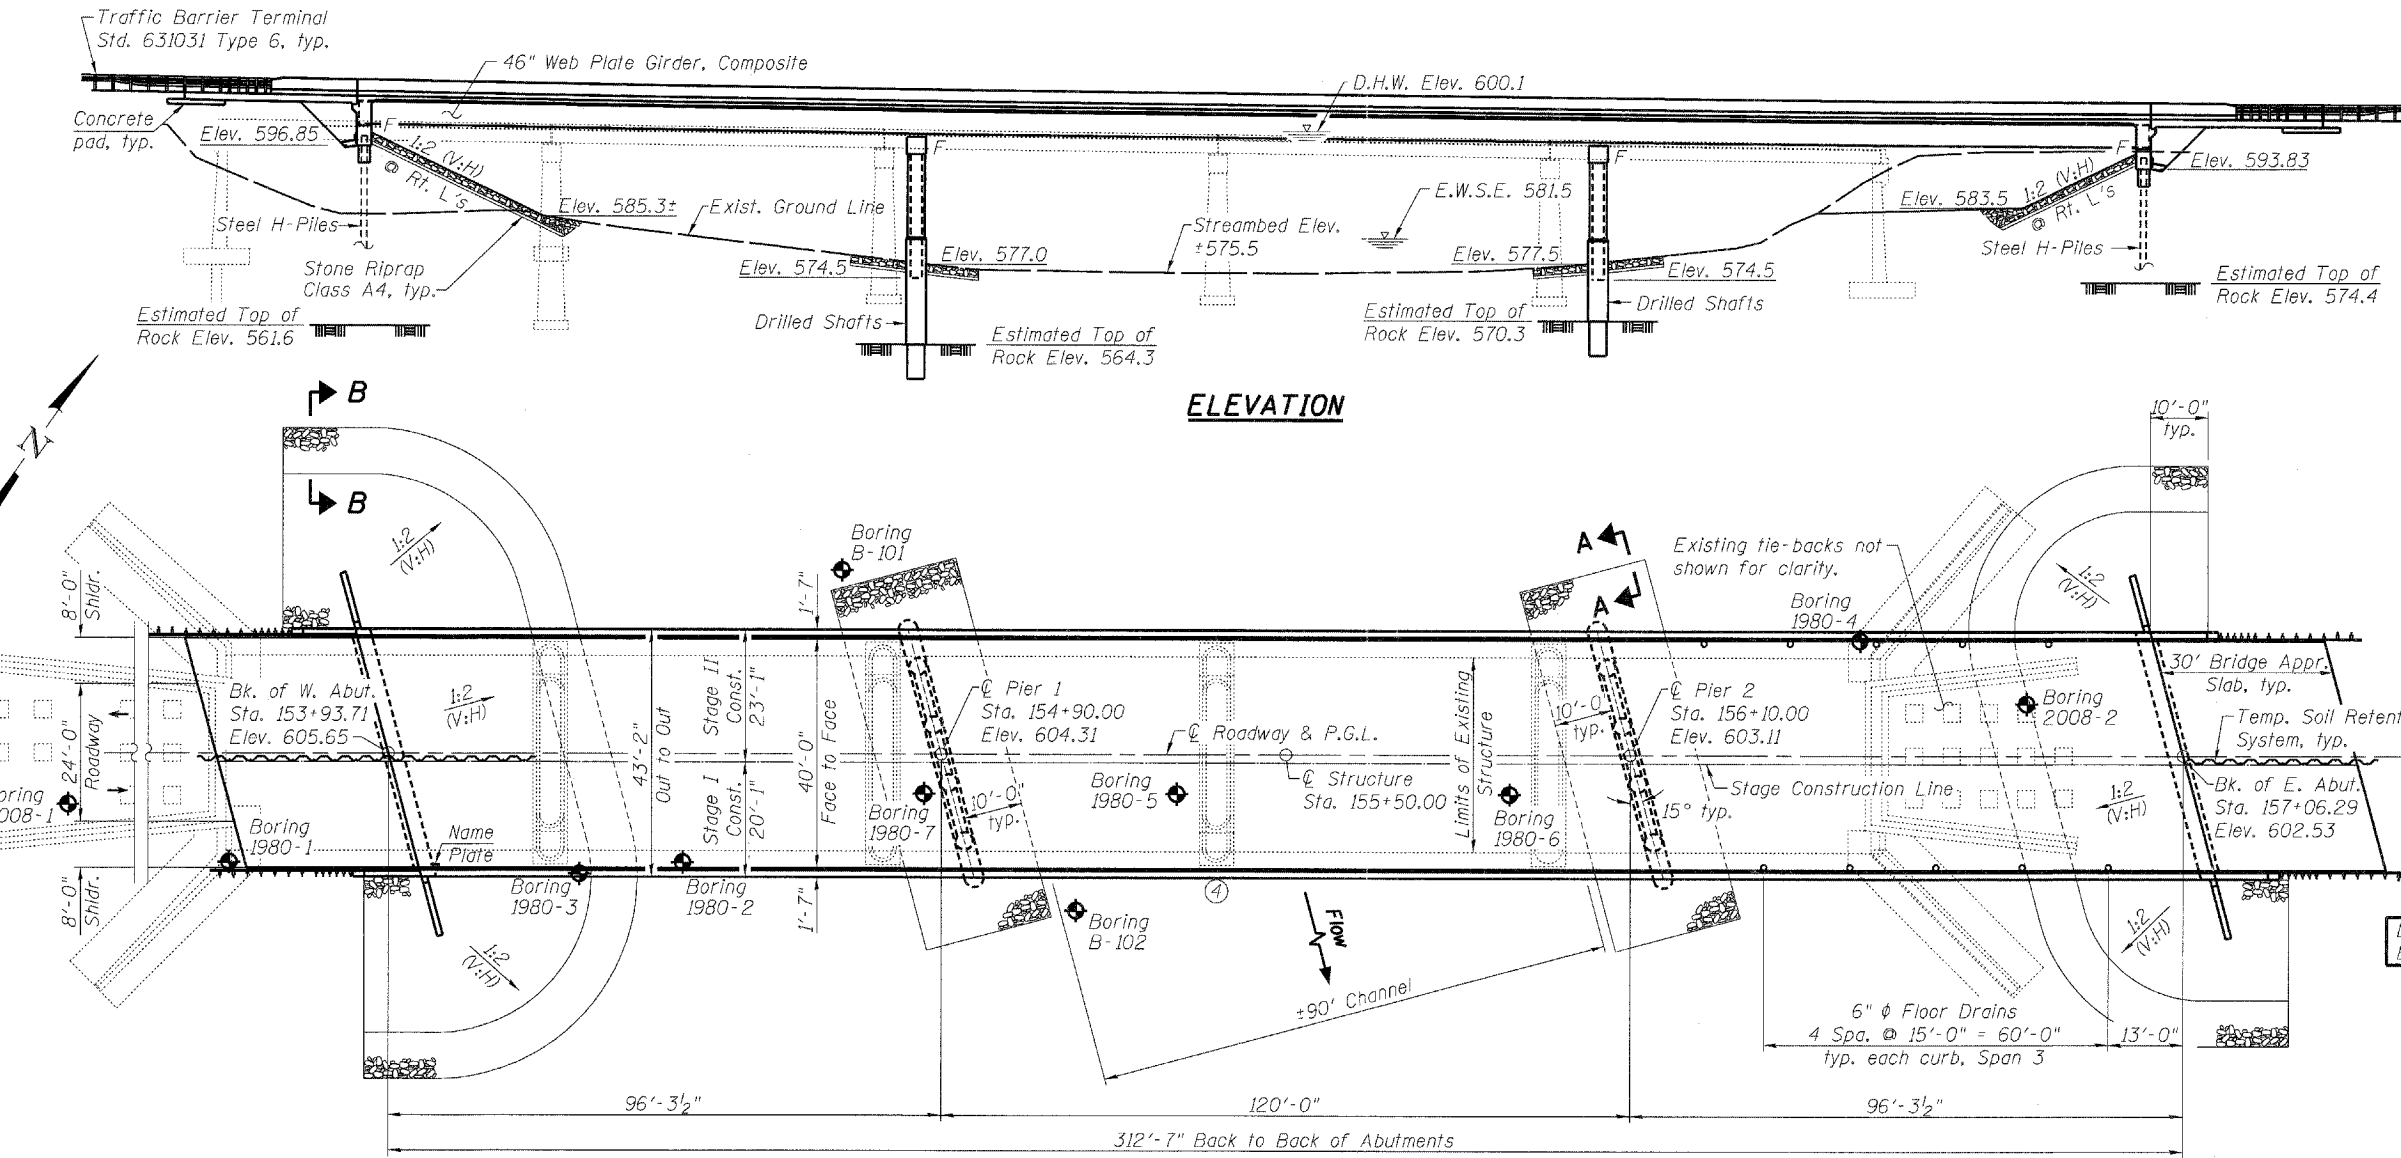 Traffic Barrier Terminal
Std. 631031 Type 6, typ.
46" Web Plate Girder, Composite
D.H.W. Elev. 600.1
Concrete
pad, typ.
Elev. 596.85
F
1:2 (V:H)
@ Rt. L's
F
F
F
Elev. 593.83
Steel H-Piles
Elev. 585.3±
Exist. Ground Line
E.W.S.E. 581.5
Elev. 583.5
1:2 (V:H)
@ Rt. L's
Streambed Elev.
±575.5
Steel H-Piles
Stone Riprap
Class A4, typ.
Elev. 574.5
Elev. 577.0
Elev. 577.5
Elev. 574.5
Estimated Top of
Rock Elev. 574.4
Estimated Top of
Rock Elev. 561.6
Drilled Shafts
Estimated Top of
Rock Elev. 564.3
Estimated Top of
Rock Elev. 570.3
Drilled Shafts
ELEVATION
N
B
B
10'-0"
typ.
8'-0"
Shldr.
1:2
(V:H)
Boring
B-101
1'-7"
A
A
Existing tie-backs not
shown for clarity.
Boring
1980-4
1:2
(V:H)
24'-0"
Roadway
Bk. of W. Abut.
Sta. 153+93.71
Elev. 605.65
1:2
(V:H)
43'-2"
Out to Out
Stage II
Const.
23'-1"
Stage I
Const.
20'-1"
40'-0"
Face to Face
℄ Pier 1
Sta. 154+90.00
Elev. 604.31
℄ Roadway & P.G.L.
℄ Structure
Sta. 155+50.00
Limits of Existing
Structure
10'-0"
typ.
℄ Pier 2
Sta. 156+10.00
Elev. 603.11
30' Bridge Appr.
Slab, typ.
Boring
2008-2
Temp. Soil Retent
System, typ.
Stage Construction Line
Bk. of E. Abut.
Sta. 157+06.29
Elev. 602.53
1:2
(V:H)
oring
008-1
Boring
1980-1
Name
Plate
Boring
1980-7
10'-0"
typ.
Boring
1980-5
Boring
1980-6
15° typ.
8'-0"
Shldr.
Boring
1980-3
Boring
1980-2
1'-7"
4
Boring
B-102
Flow
1:2
(V:H)
1:2
(V:H)
±90' Channel
6" ϕ Floor Drains
4 Spa. @ 15'-0" = 60'-0"
typ. each curb, Span 3
13'-0"
96'-3½"
120'-0"
96'-3½"
312'-7" Back to Back of Abutments